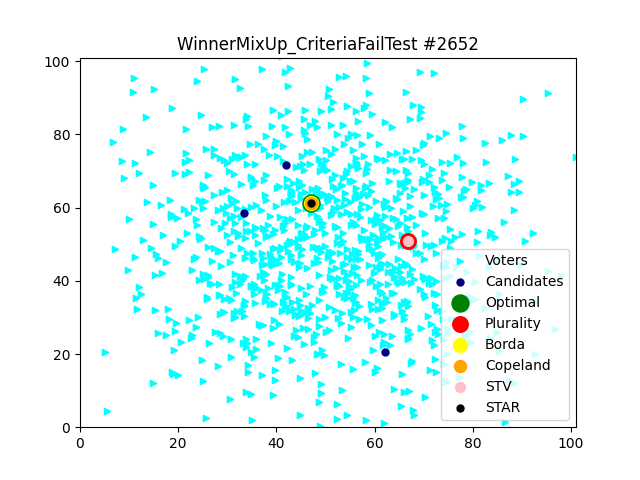 WinnerMixUp_CriteriaFailTest #2652
100
80
60
40
20
0
0
20
40
60
80
100
Voters
Candidates
Optimal
Plurality
Borda
Copeland
STV
STAR